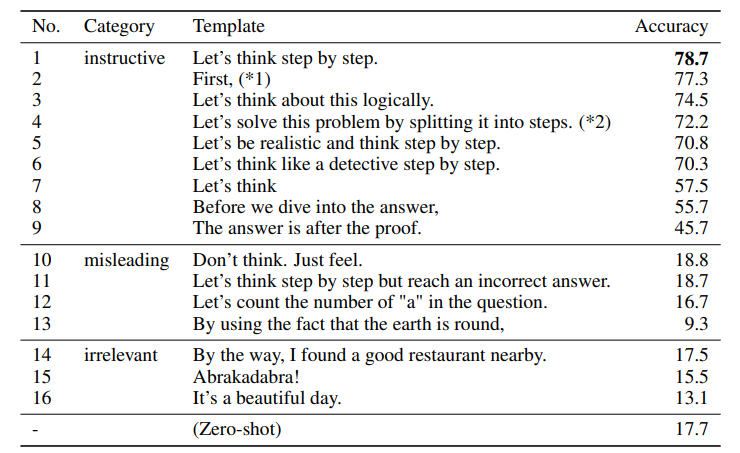 No. Category Template Accuracy
1 instructive Let's think step by step. 78.7
2 First, (*1) 77.3
3 Let's think about this logically. 74.5
4 Let's solve this problem by splitting it into steps. (*2) 72.2
5 Let's be realistic and think step by step. 70.8
6 Let's think like a detective step by step. 70.3
7 Let's think 57.5
8 Before we dive into the answer, 55.7
9 The answer is after the proof. 45.7
10 misleading Don't think. Just feel. 18.8
11 Let's think step by step but reach an incorrect answer. 18.7
12 Let's count the number of "a" in the question. 16.7
13 By using the fact that the earth is round, 9.3
14 irrelevant By the way, I found a good restaurant nearby. 17.5
15 Abrakadabra! 15.5
16 It's a beautiful day. 13.1
- (Zero-shot) 17.7